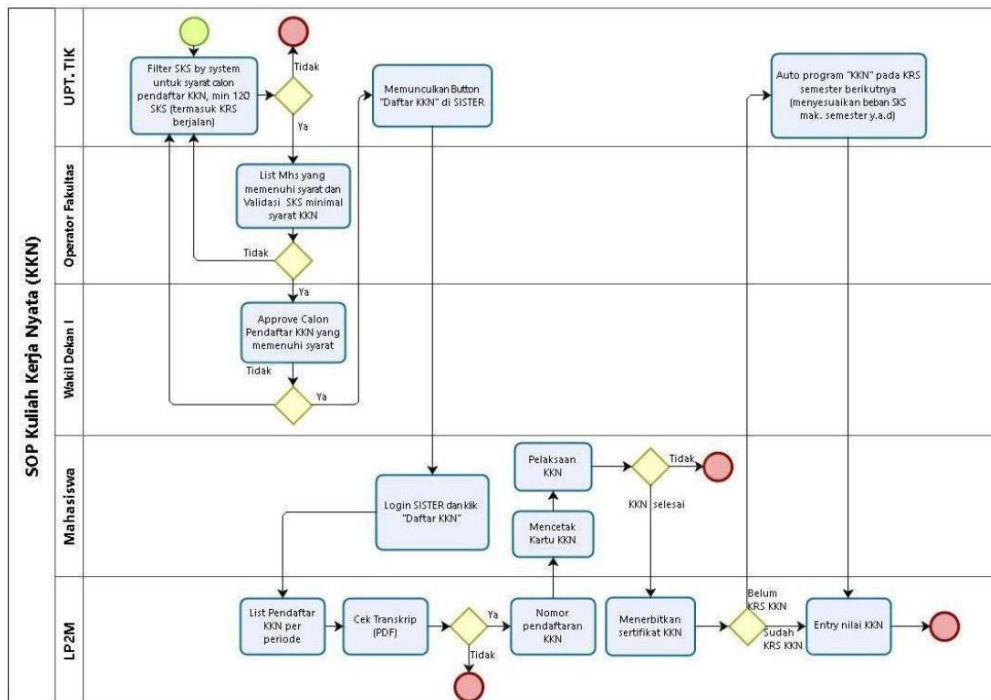 SOP Kuliah Kerja Nyata (KKN)
UPT. TIK
Filter SKS by system
untuk syarat calon
pendaftar KKN, min 120
SKS (termasuk KRS
berjalan)
Tidak
Ya
Memunculkan Button
"Daftar KKN" di SISTER
Auto program "KKN" pada KRS
semester berikutnya
(menyesuaikan beban SKS
mak. semester y.a.d)
Operator Fakultas
List Mhs yang
memenuhi syarat dan
Validasi SKS minimal
syarat KKN
Tidak
Ya
Wakil Dekan I
Approve Calon
Pendaftar KKN yang
memenuhi syarat
Tidak
Ya
Mahasiswa
Login SISTER dan klik
"Daftar KKN"
Pelaksaan
KKN
Tidak
KKN selesai
Mencetak
Kartu KKN
LP2M
List Pendaftar
KKN per
periode
Cek Transkrip
(PDF)
Ya
Tidak
Nomor
pendaftaran
KKN
Menerbitkan
sertifikat KKN
Belum
KRS KKN
Sudah
KRS KKN
Entry nilai KKN